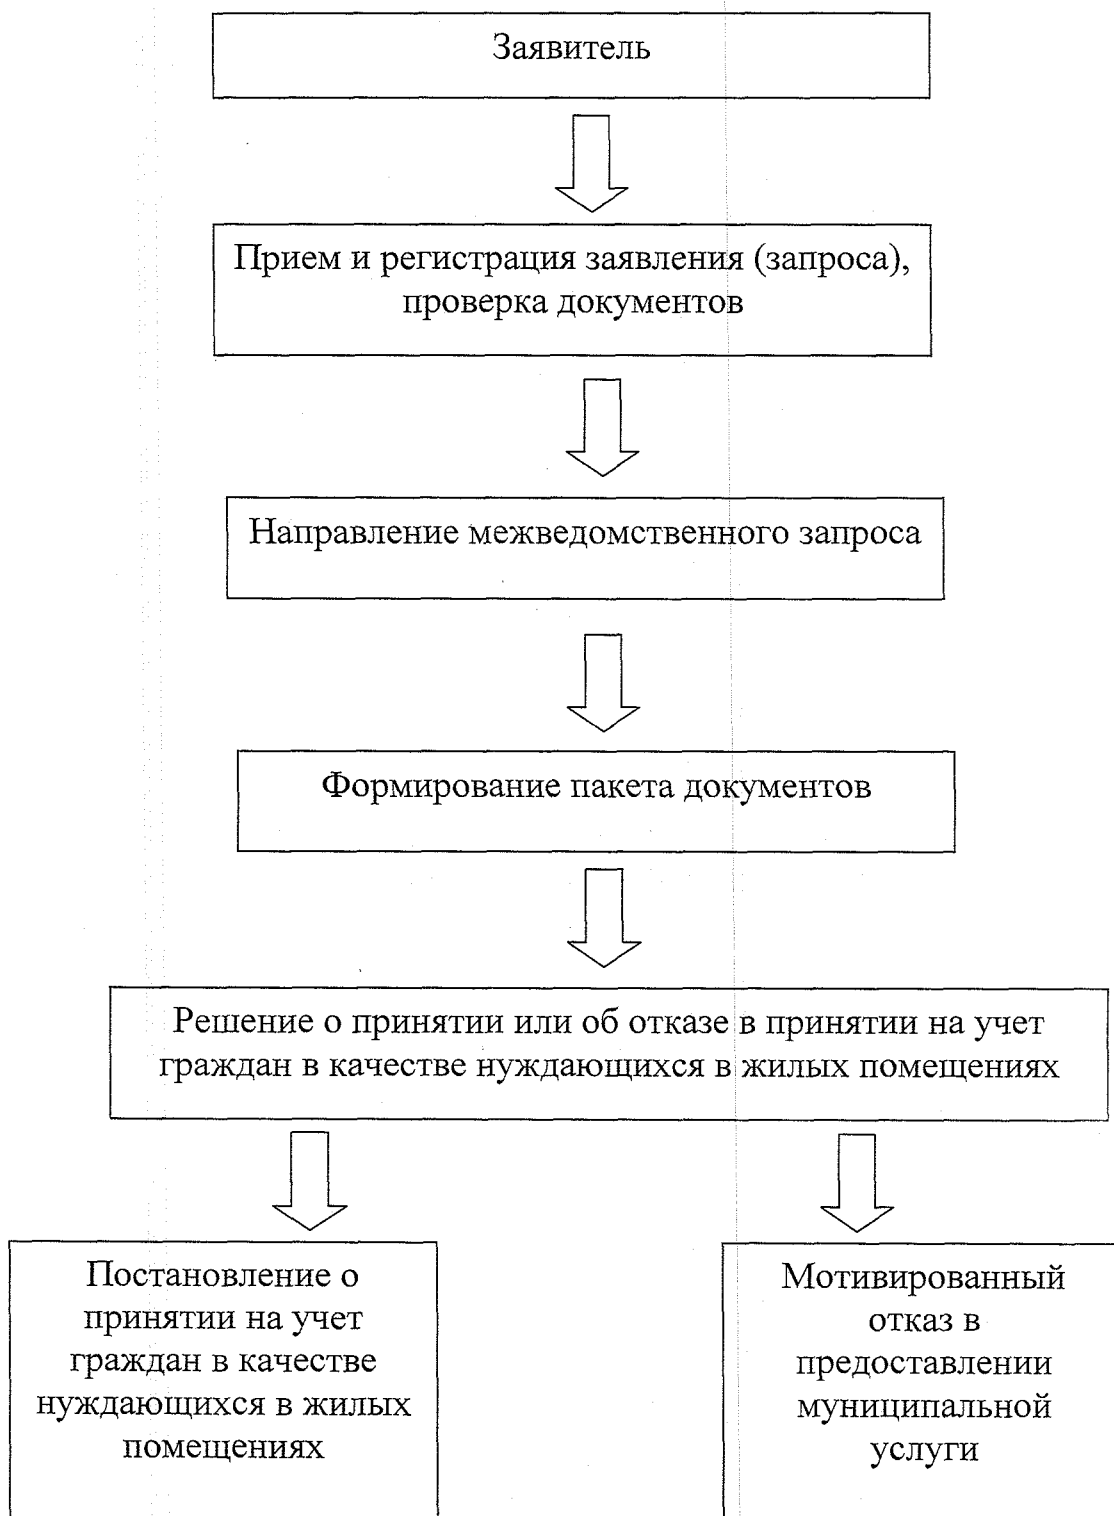 Заявитель
Прием и регистрация заявления (запроса),
проверка документов
Направление межведомственного запроса
Формирование пакета документов
Решение о принятии или об отказе в принятии на учет
граждан в качестве нуждающихся в жилых помещениях
Постановление о
принятии на учет
граждан в качестве
нуждающихся в жилых
помещениях
Мотивированный
отказ в
предоставлении
муниципальной
услуги